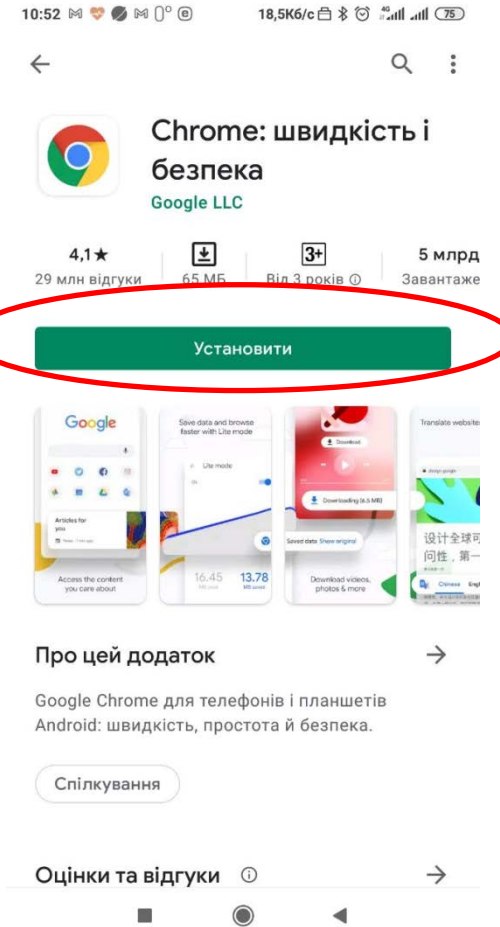 10:52
18,5Кб/с
4G
75
Chrome: швидкість і
безпека
Google LLC
4,1★
3+
5 млрд
29 млн відгуки
65 МБ
Від 3 років
Завантаже
Установити
Google
Articles for
you
Access the content
you care about
Save data and browse
faster with Lite mode
Lite mode
On
16.45
13.78
Download
Downloading (6.5 MB)
Saved data
Show original
Download videos,
photos & more
Translate websites
设计全球可
问性，第一
Chinese
Engl
Про цей додаток
Google Chrome для телефонів і планшетів
Android: швидкість, простота й безпека.
Спілкування
Оцінки та відгуки